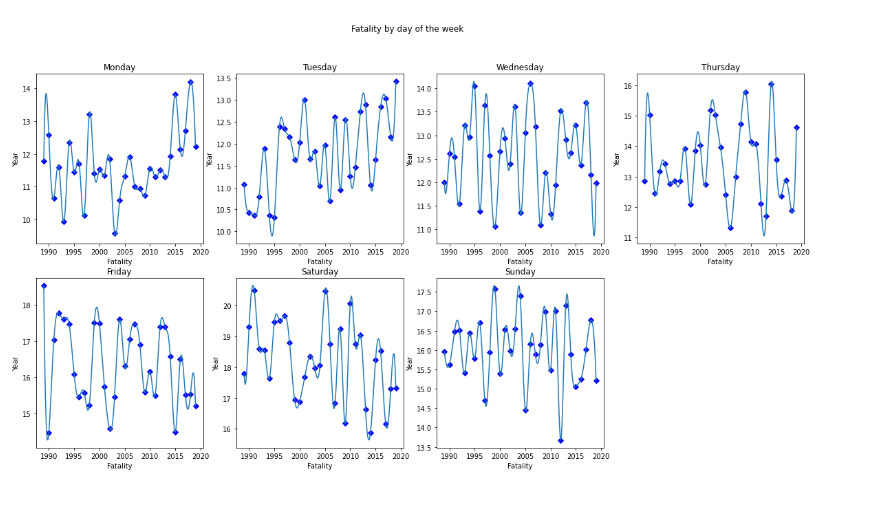 Fatality by day of the week
Monday
Tuesday
Wednesday
Thursday
14
13
12
11
10
Year
1990 1995 2000 2005 2010 2015 2020
Fatality
13.5
13.0
12.5
12.0
11.5
11.0
10.5
10.0
Year
1990 1995 2000 2005 2010 2015 2020
Fatality
14.0
13.5
13.0
12.5
12.0
11.5
11.0
Year
1990 1995 2000 2005 2010 2015 2020
Fatality
16
15
14
13
12
11
Year
1990 1995 2000 2005 2010 2015 2020
Fatality
Friday
Saturday
Sunday
18
17
16
15
Year
1990 1995 2000 2005 2010 2015 2020
Fatality
20
19
18
17
16
Year
1990 1995 2000 2005 2010 2015 2020
Fatality
17.5
17.0
16.5
16.0
15.5
15.0
14.5
14.0
13.5
Year
1990 1995 2000 2005 2010 2015 2020
Fatality